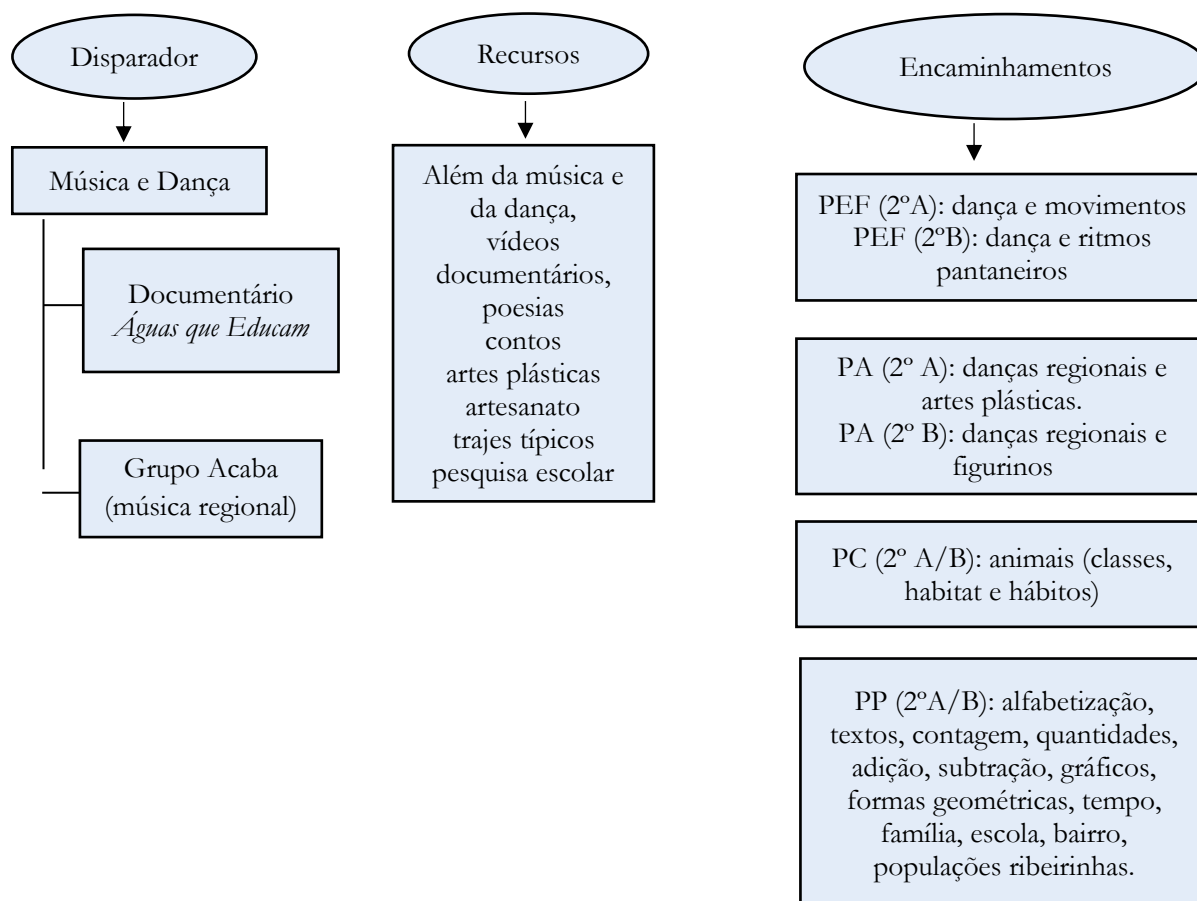 Disparador
Música e Dança
Documentário
Águas que Educam
Grupo Acaba
(música regional)
Recursos
Além da música e
da dança,
vídeos
documentários,
poesias
contos
artes plásticas
artesanato
trajes típicos
pesquisa escolar
Encaminhamentos
PEF (2ºA): dança e movimentos
PEF (2ºB): dança e ritmos
pantaneiros
PA (2º A): danças regionais e
artes plásticas.
PA (2º B): danças regionais e
figurinos
PC (2º A/B): animais (classes,
habitat e hábitos)
PP (2ºA/B): alfabetização,
textos, contagem, quantidades,
adição, subtração, gráficos,
formas geométricas, tempo,
família, escola, bairro,
populações ribeirinhas.